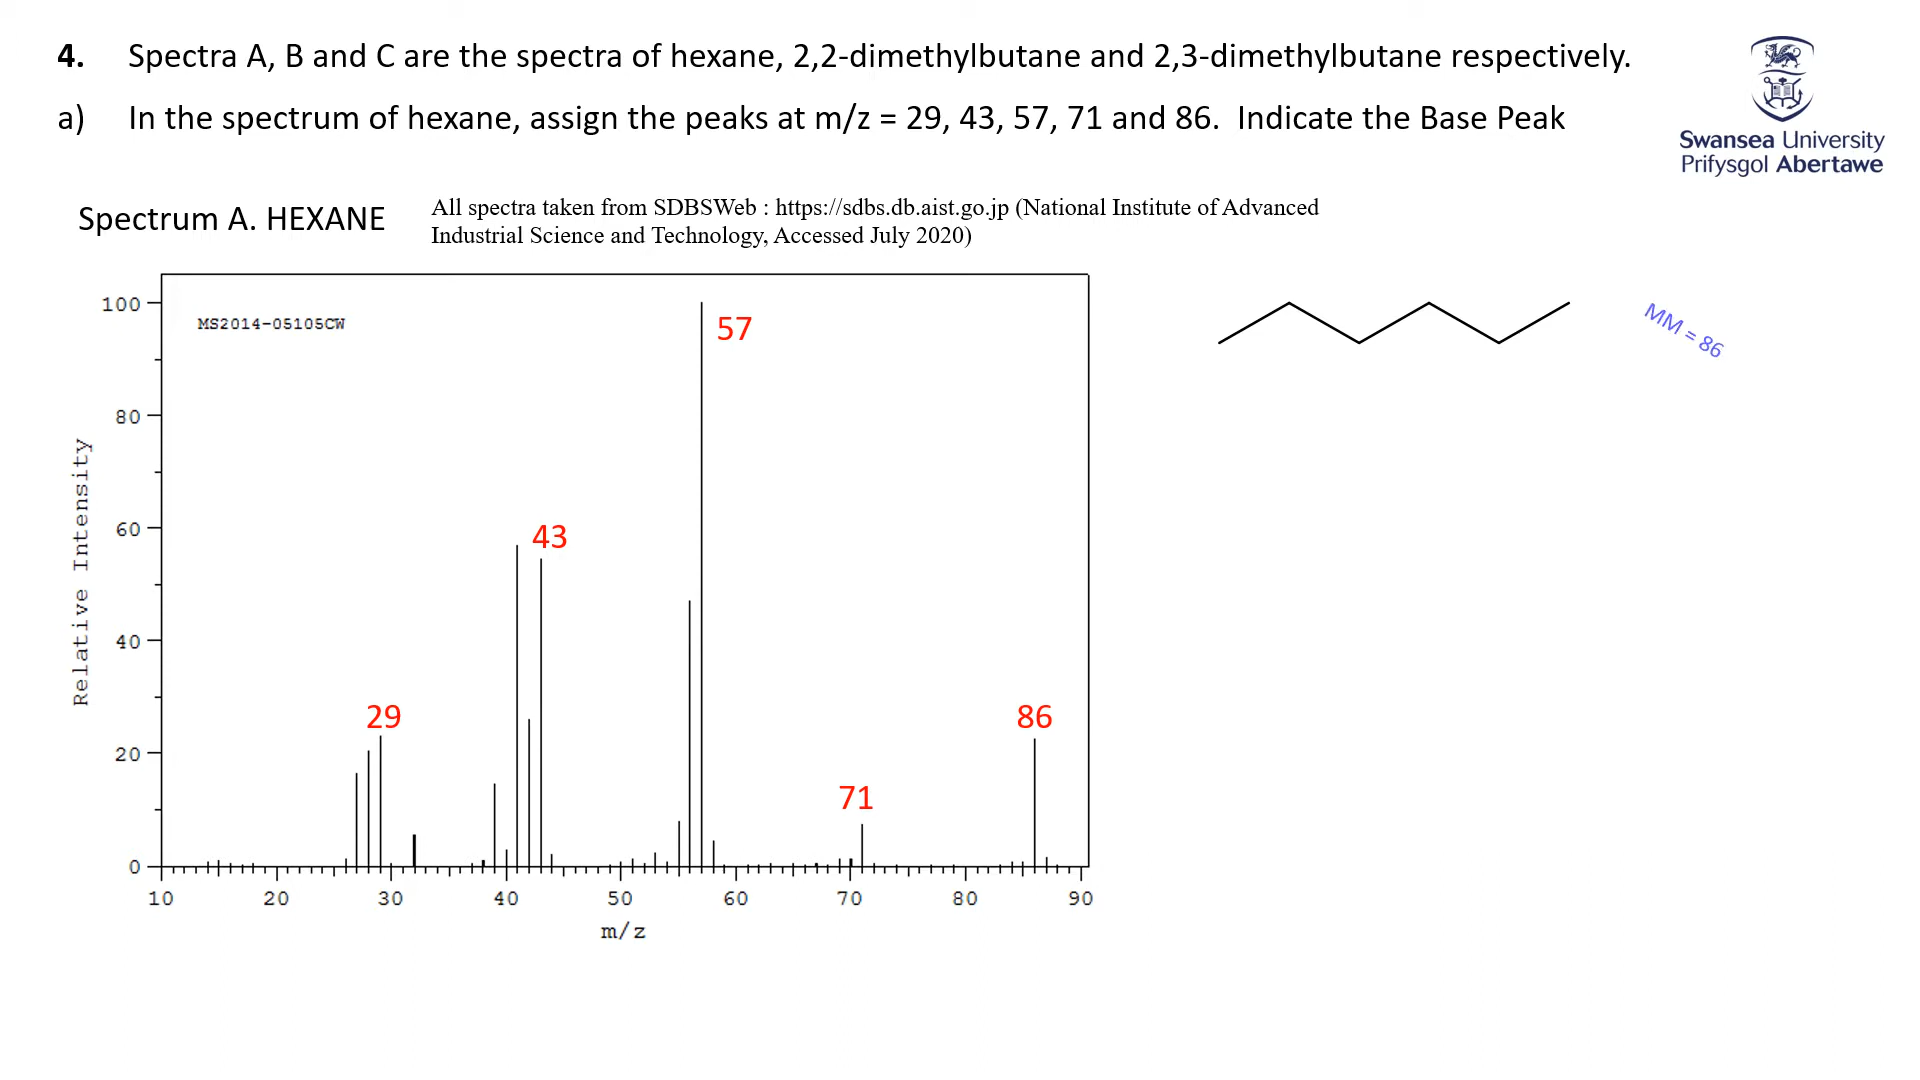 4. Spectra A, B and C are the spectra of hexane, 2,2-dimethylbutane and 2,3-dimethylbutane respectively.
a) In the spectrum of hexane, assign the peaks at m/z = 29, 43, 57, 71 and 86. Indicate the Base Peak
Swansea University
Prifysgol Abertawe
Spectrum A. HEXANE
All spectra taken from SDBSWeb : https://sdbs.db.aist.go.jp (National Institute of Advanced
Industrial Science and Technology, Accessed July 2020)
MS2014-05105CW
Relative Intensity
100
80
60
40
20
0
57
43
29
86
71
10 20 30 40 50 60 70 80 90
m/z
MM = 86